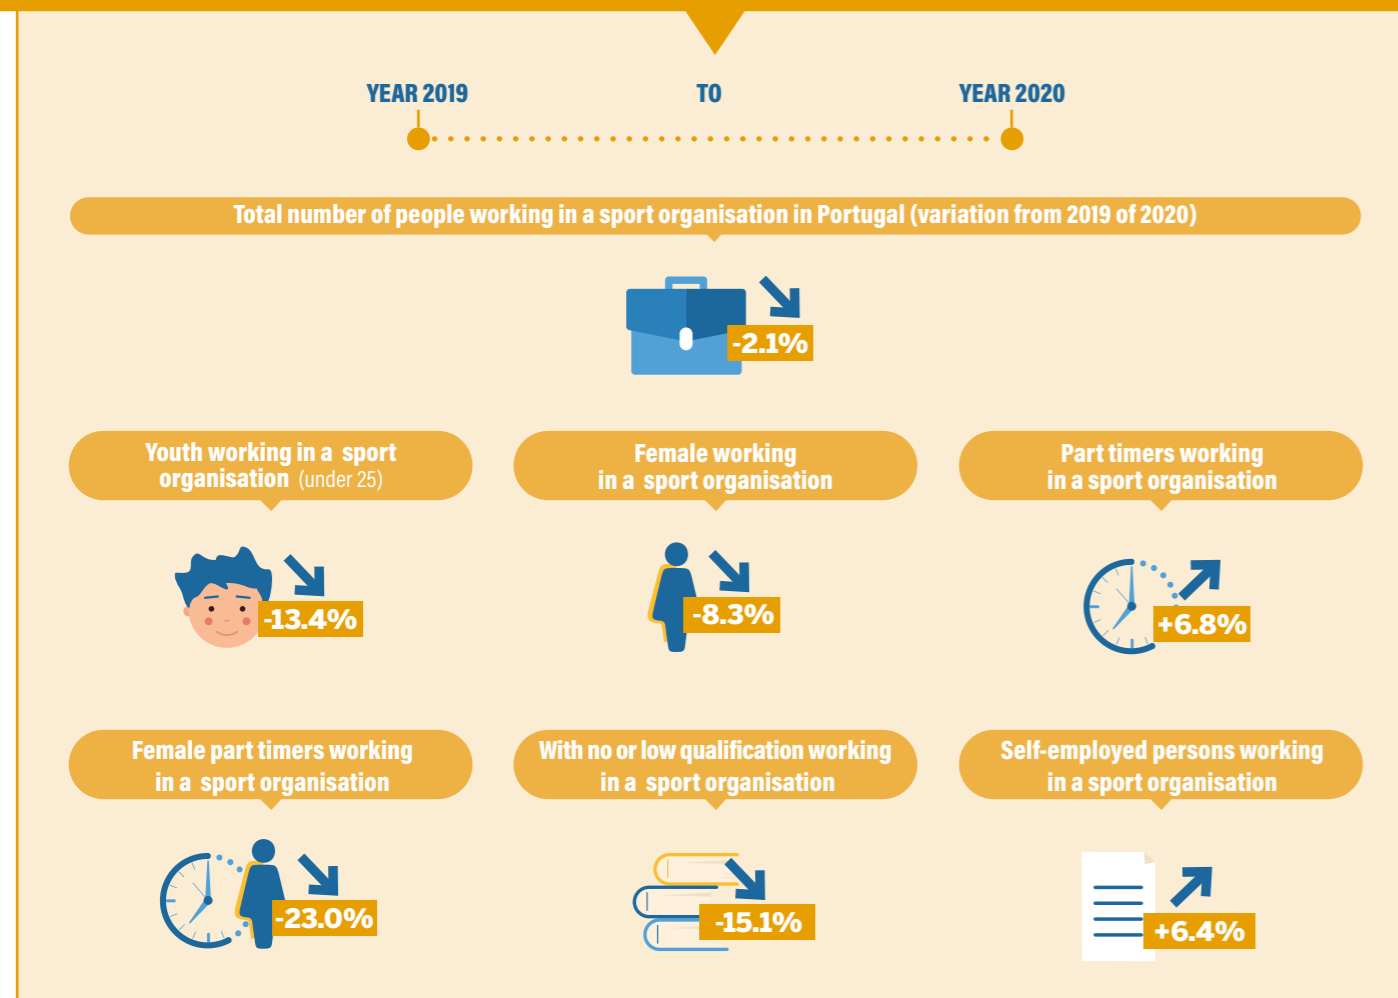 YEAR 2019 TO YEAR 2020
Total number of people working in a sport organisation in Portugal (variation from 2019 of 2020)
-2.1%
Youth working in a sport
organisation (under 25)
-13.4%
Female working
in a sport organisation
-8.3%
Part timers working
in a sport organisation
+6.8%
Female part timers working
in a sport organisation
-23.0%
With no or low qualification working
in a sport organisation
-15.1%
Self-employed persons working
in a sport organisation
+6.4%